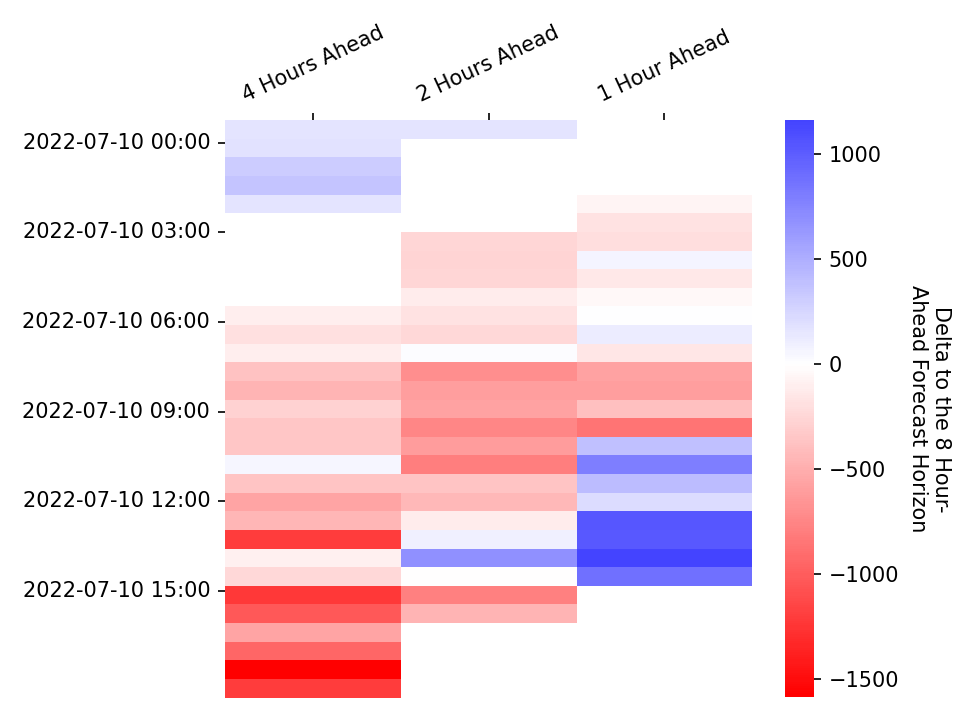 4 Hours Ahead
2 Hours Ahead
1 Hour Ahead
2022-07-10 00:00
2022-07-10 03:00
2022-07-10 06:00
2022-07-10 09:00
2022-07-10 12:00
2022-07-10 15:00
1000
500
0
−500
−1000
−1500
Delta to the 8 Hour-
Ahead Forecast Horizon